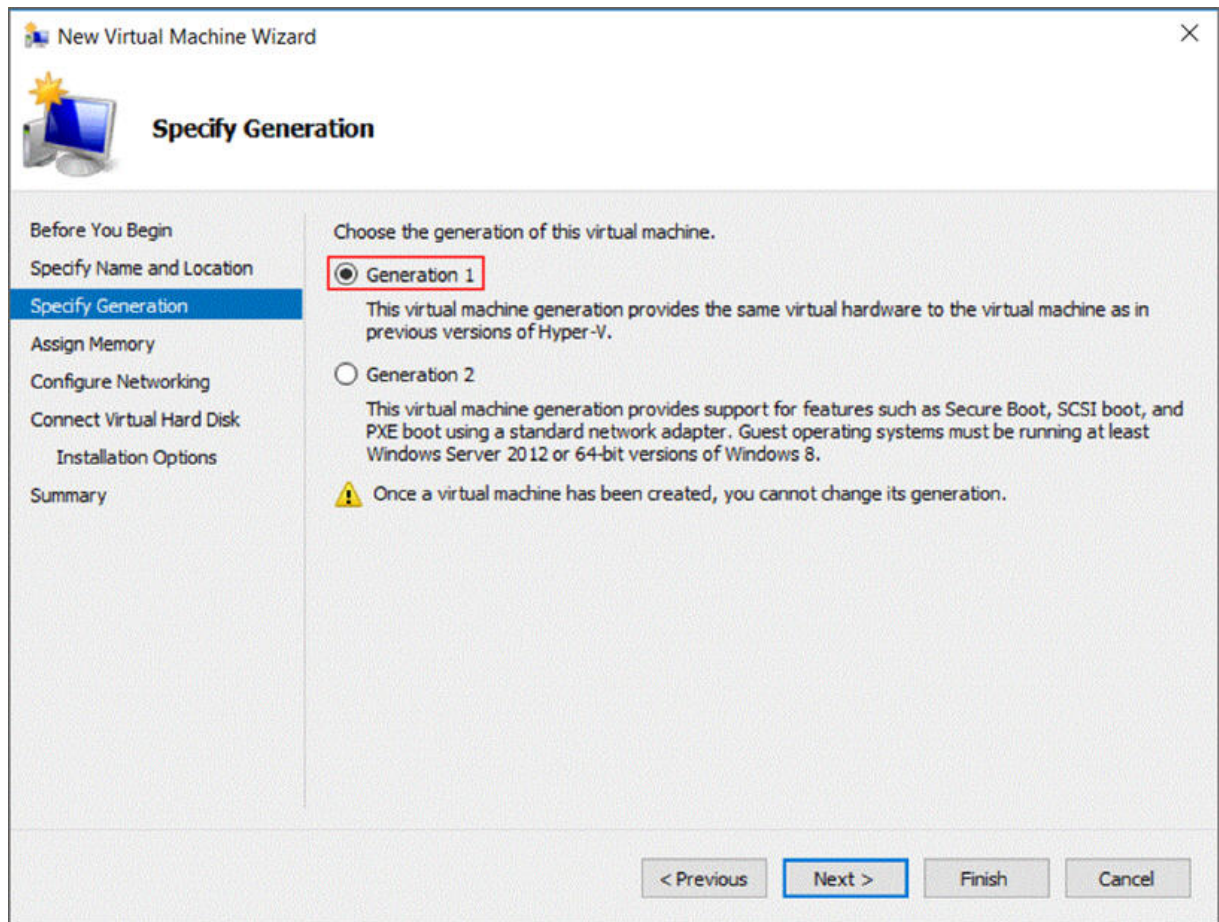 New Virtual Machine Wizard
Specify Generation
Before You Begin
Specify Name and Location
Specify Generation
Assign Memory
Configure Networking
Connect Virtual Hard Disk
Installation Options
Summary
Choose the generation of this virtual machine.
Generation 1
This virtual machine generation provides the same virtual hardware to the virtual machine as in
previous versions of Hyper-V.
Generation 2
This virtual machine generation provides support for features such as Secure Boot, SCSI boot, and
PXE boot using a standard network adapter. Guest operating systems must be running at least
Windows Server 2012 or 64-bit versions of Windows 8.
Once a virtual machine has been created, you cannot change its generation.
< Previous
Next >
Finish
Cancel